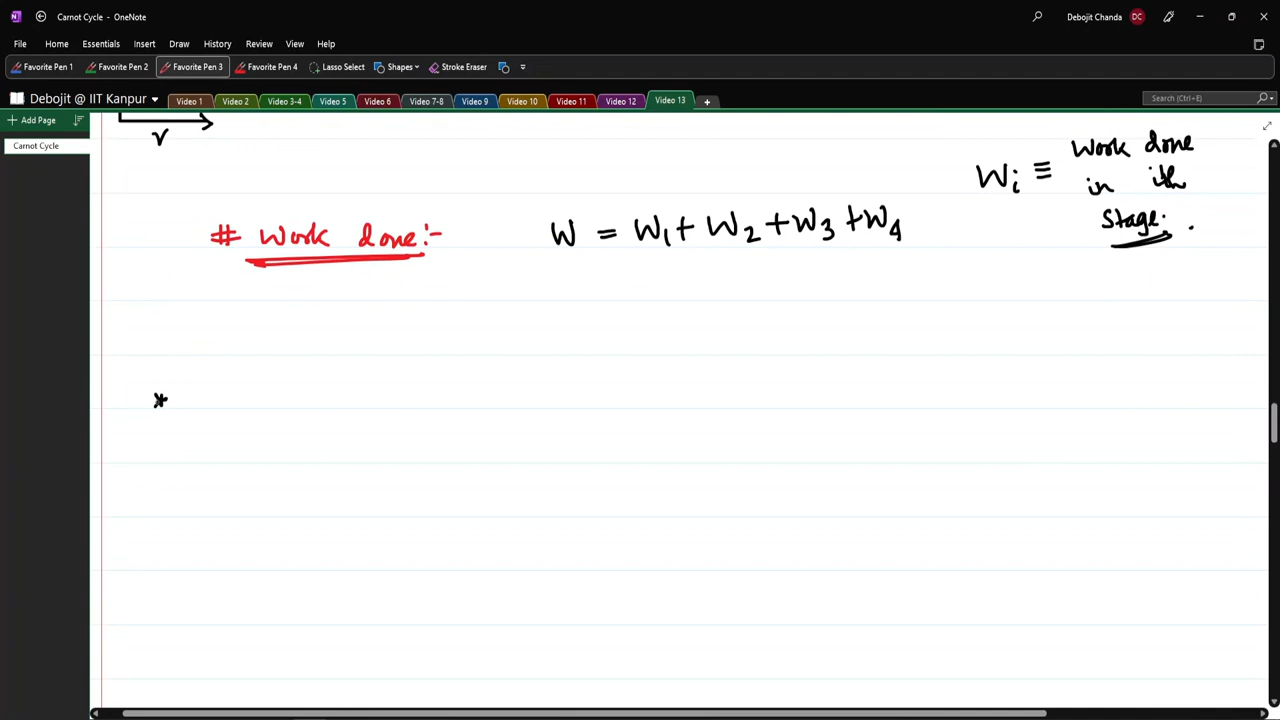 Carnot Cycle - OneNote
Debojit Chanda DC
File Home Essentials Insert Draw History Review View Help
Favorite Pen 1 Favorite Pen 2 Favorite Pen 3 Favorite Pen 4 Lasso Select Shapes Stroke Eraser
Debojit @ IIT Kanpur Video 1 Video 2 Video 3-4 Video 5 Video 6 Video 7-8 Video 9 Video 10 Video 11 Video 12 Video 13 + Search (Ctrl+E)
+ Add Page
Carnot Cycle
V
Wi ≡ Work done
in ith
stage.
# Work done:- W = W1 + W2 + W3 + W4
*